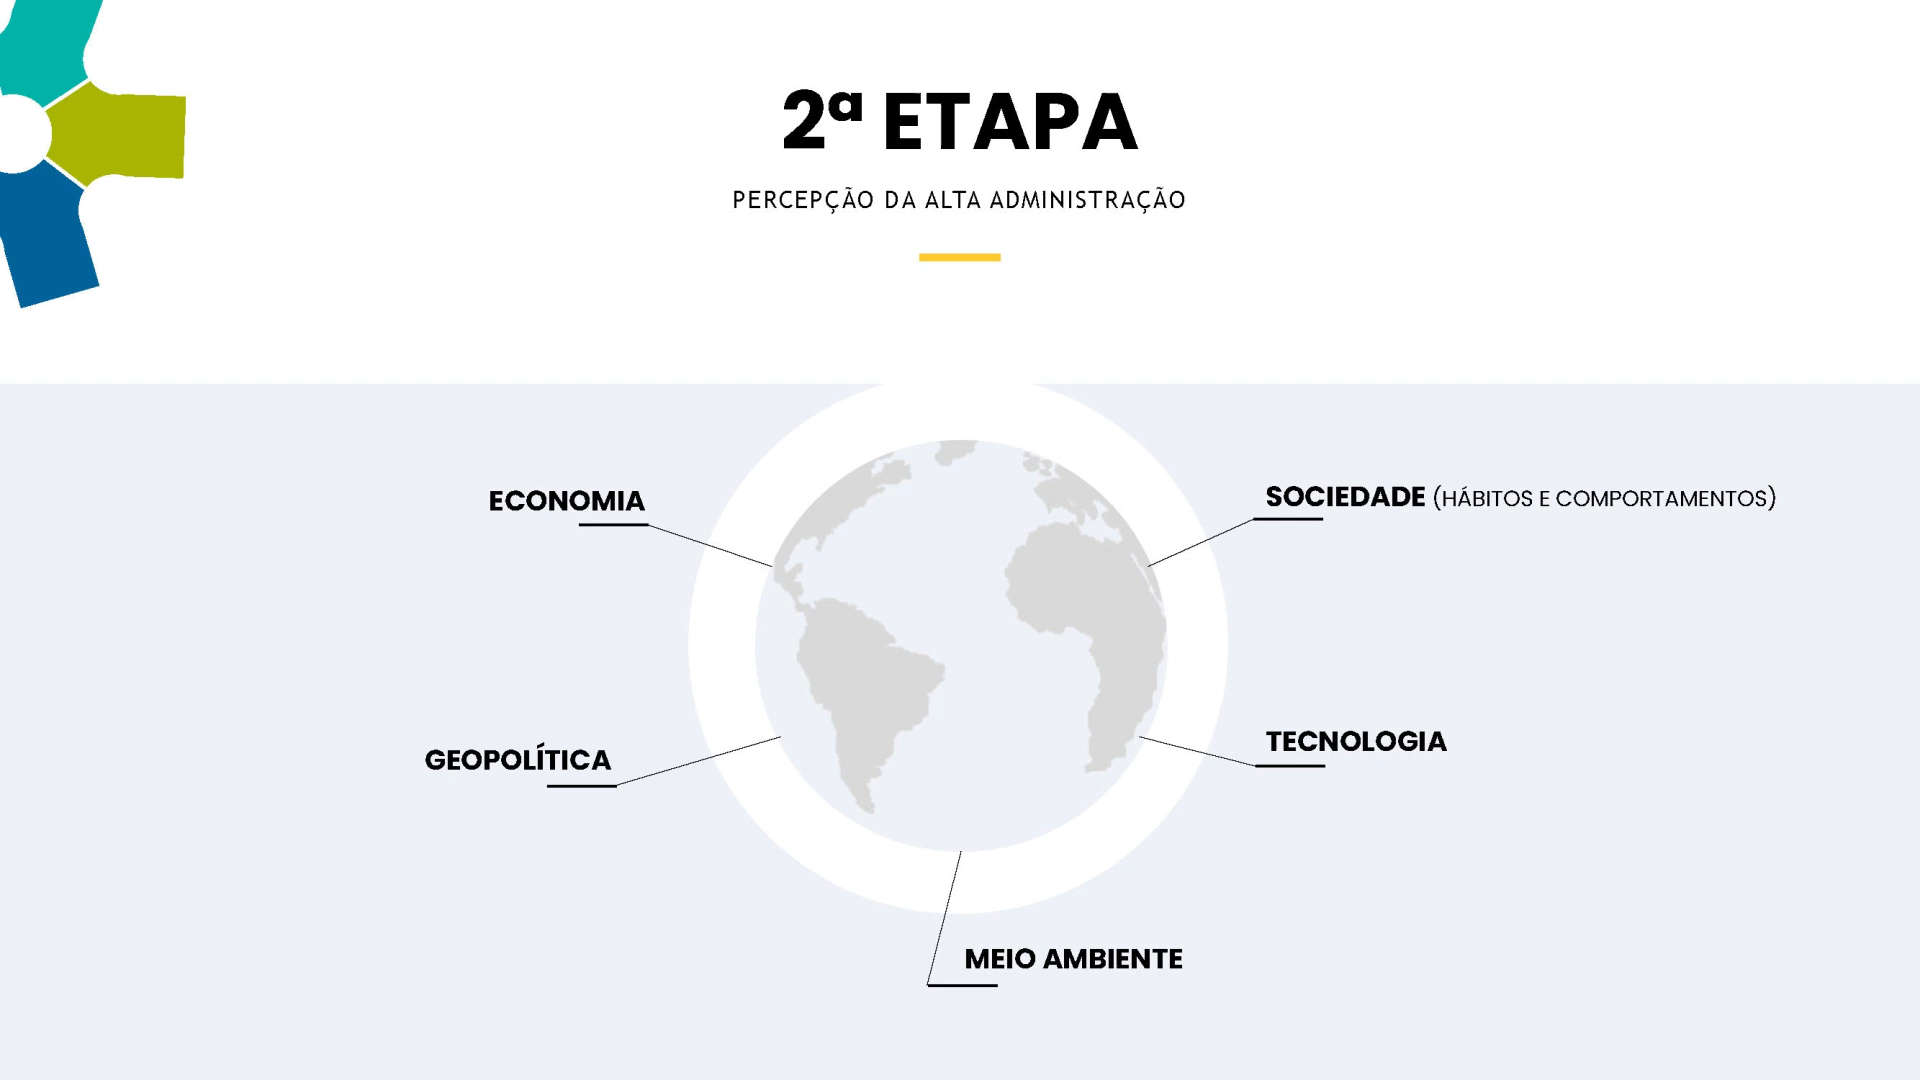 2ª ETAPA
PERCEPÇÃO DA ALTA ADMINISTRAÇÃO
ECONOMIA
SOCIEDADE (HÁBITOS E COMPORTAMENTOS)
GEOPOLÍTICA
TECNOLOGIA
MEIO AMBIENTE